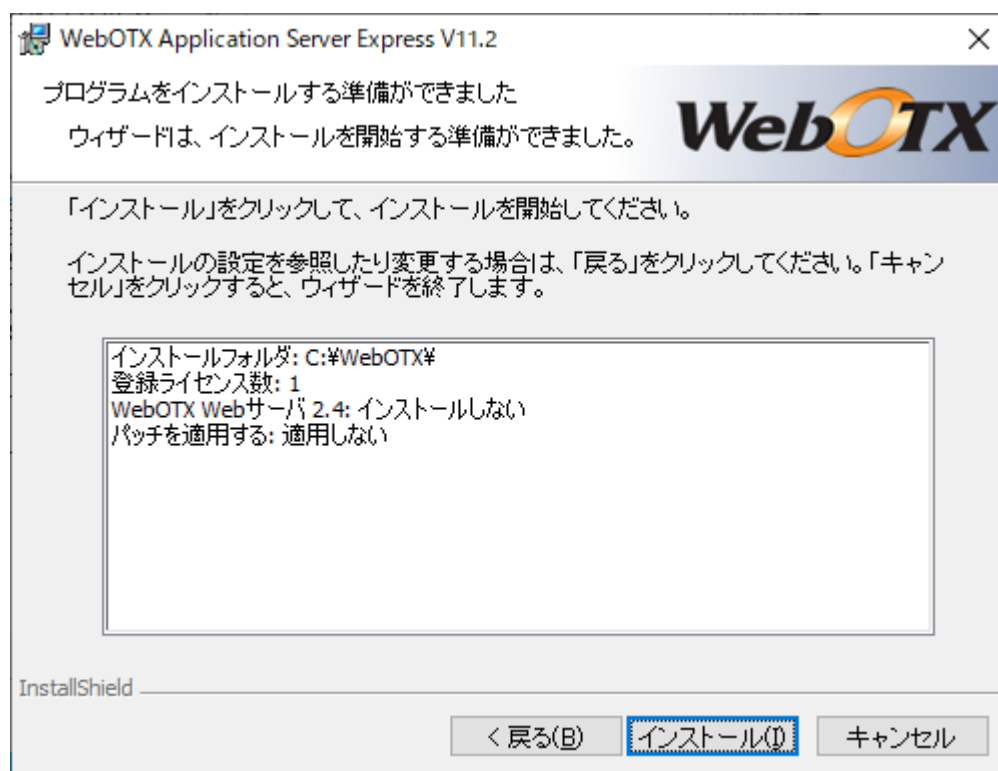 WebOTX Application Server Express V11.2
プログラムをインストールする準備ができました
ウィザードは、インストールを開始する準備ができました。
WebOTX
「インストール」をクリックして、インストールを開始してください。
インストールの設定を参照したり変更する場合は、「戻る」をクリックしてください。「キャン
セル」をクリックすると、ウィザードを終了します。
インストールフォルダ: C:¥WebOTX¥
登録ライセンス数: 1
WebOTX Webサーバ 2.4: インストールしない
パッチを適用する: 適用しない
InstallShield
< 戻る(B) インストール(I) キャンセル